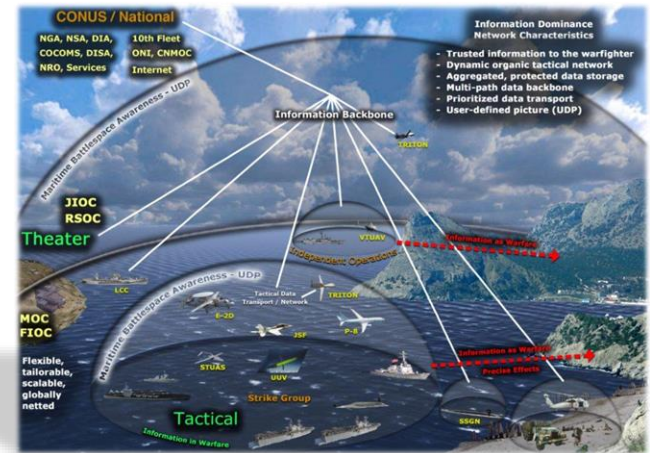 CONUS / National
NGA, NSA, DIA,
COCOMS, DISA,
NRO, Services
10th Fleet
ONI, CNMOC
Internet
Information Dominance
Network Characteristics
- Trusted information to the warfighter
- Dynamic organic tactical network
- Aggregated, protected data storage
- Multi-path data backbone
- Prioritized data transport
- User-defined picture (UDP)
Maritime Battlespace Awareness - UDP
Information Backbone
TRITON
JIOC
RSOC
Theater
VTUAV
Independent Operations
Information as Warfare
LCC
Maritime Battlespace Awareness - UDP
Tactical Data
Transport / Network
TRITON
E-2D
JSF
P-8
MOC
FIOC
Flexible,
tailorable,
scalable,
globally
netted
STUAS
UUV
Information as Warfare
Precise Effects
Strike Group
Tactical
Information in Warfare
SSGN